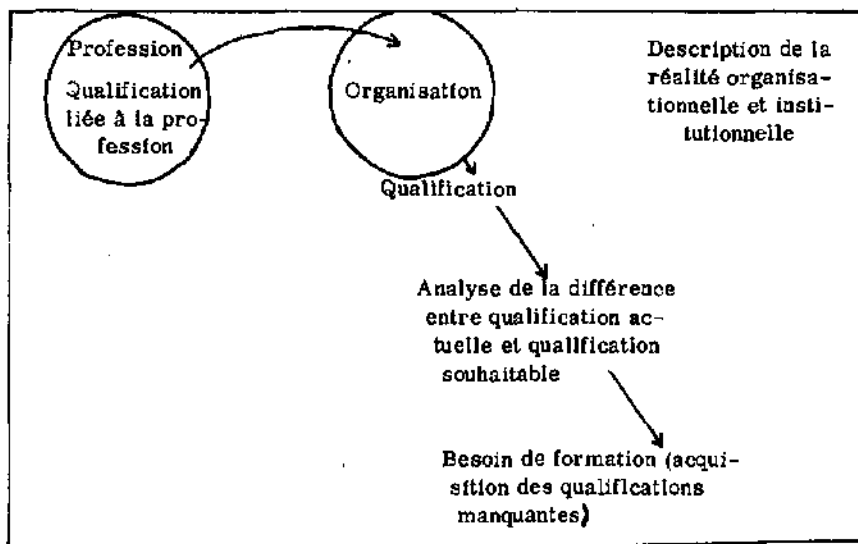 Profession
Qualification
liée à la pro-
fession
Organisation
Description de la
réalité organisa-
tionnelle et insti-
tutionnelle
Qualification
Analyse de la différence
entre qualification ac-
tuelle et qualification
souhaitable
Besoin de formation (acqui-
sition des qualifications
manquantes)